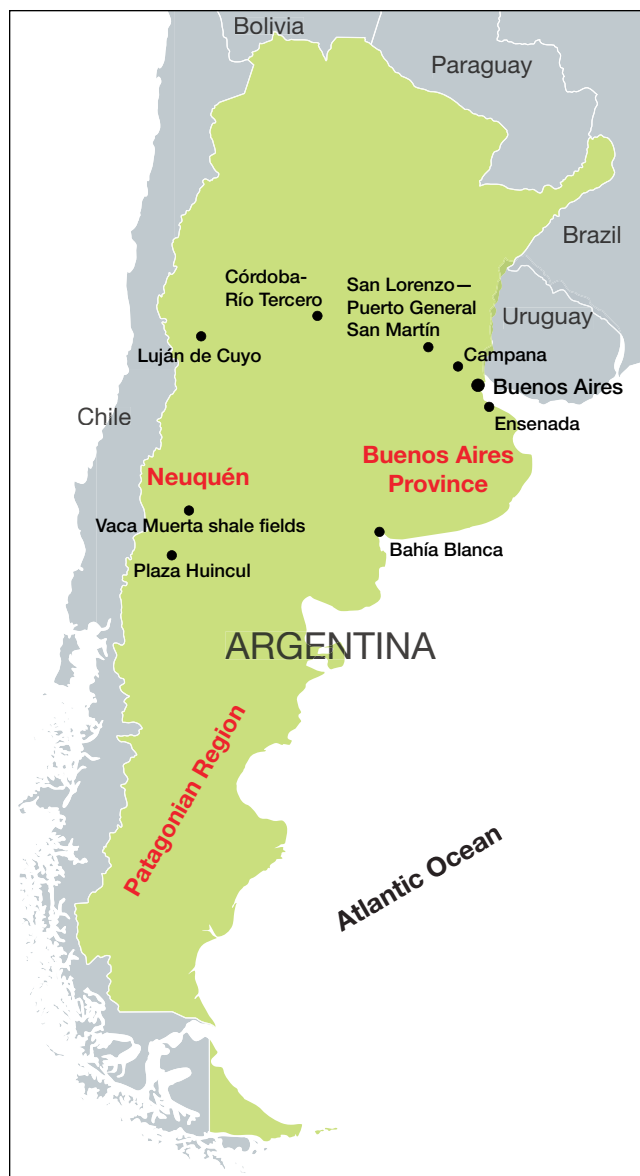 Bolivia
Paraguay
Brazil
Córdoba-
Río Tercero
San Lorenzo—
Puerto General
San Martín
Uruguay
Luján de Cuyo
Campana
Buenos Aires
Chile
Ensenada
Neuquén
Buenos Aires
Province
Vaca Muerta shale fields
Bahía Blanca
Plaza Huincul
ARGENTINA
Patagonian Region
Atlantic Ocean